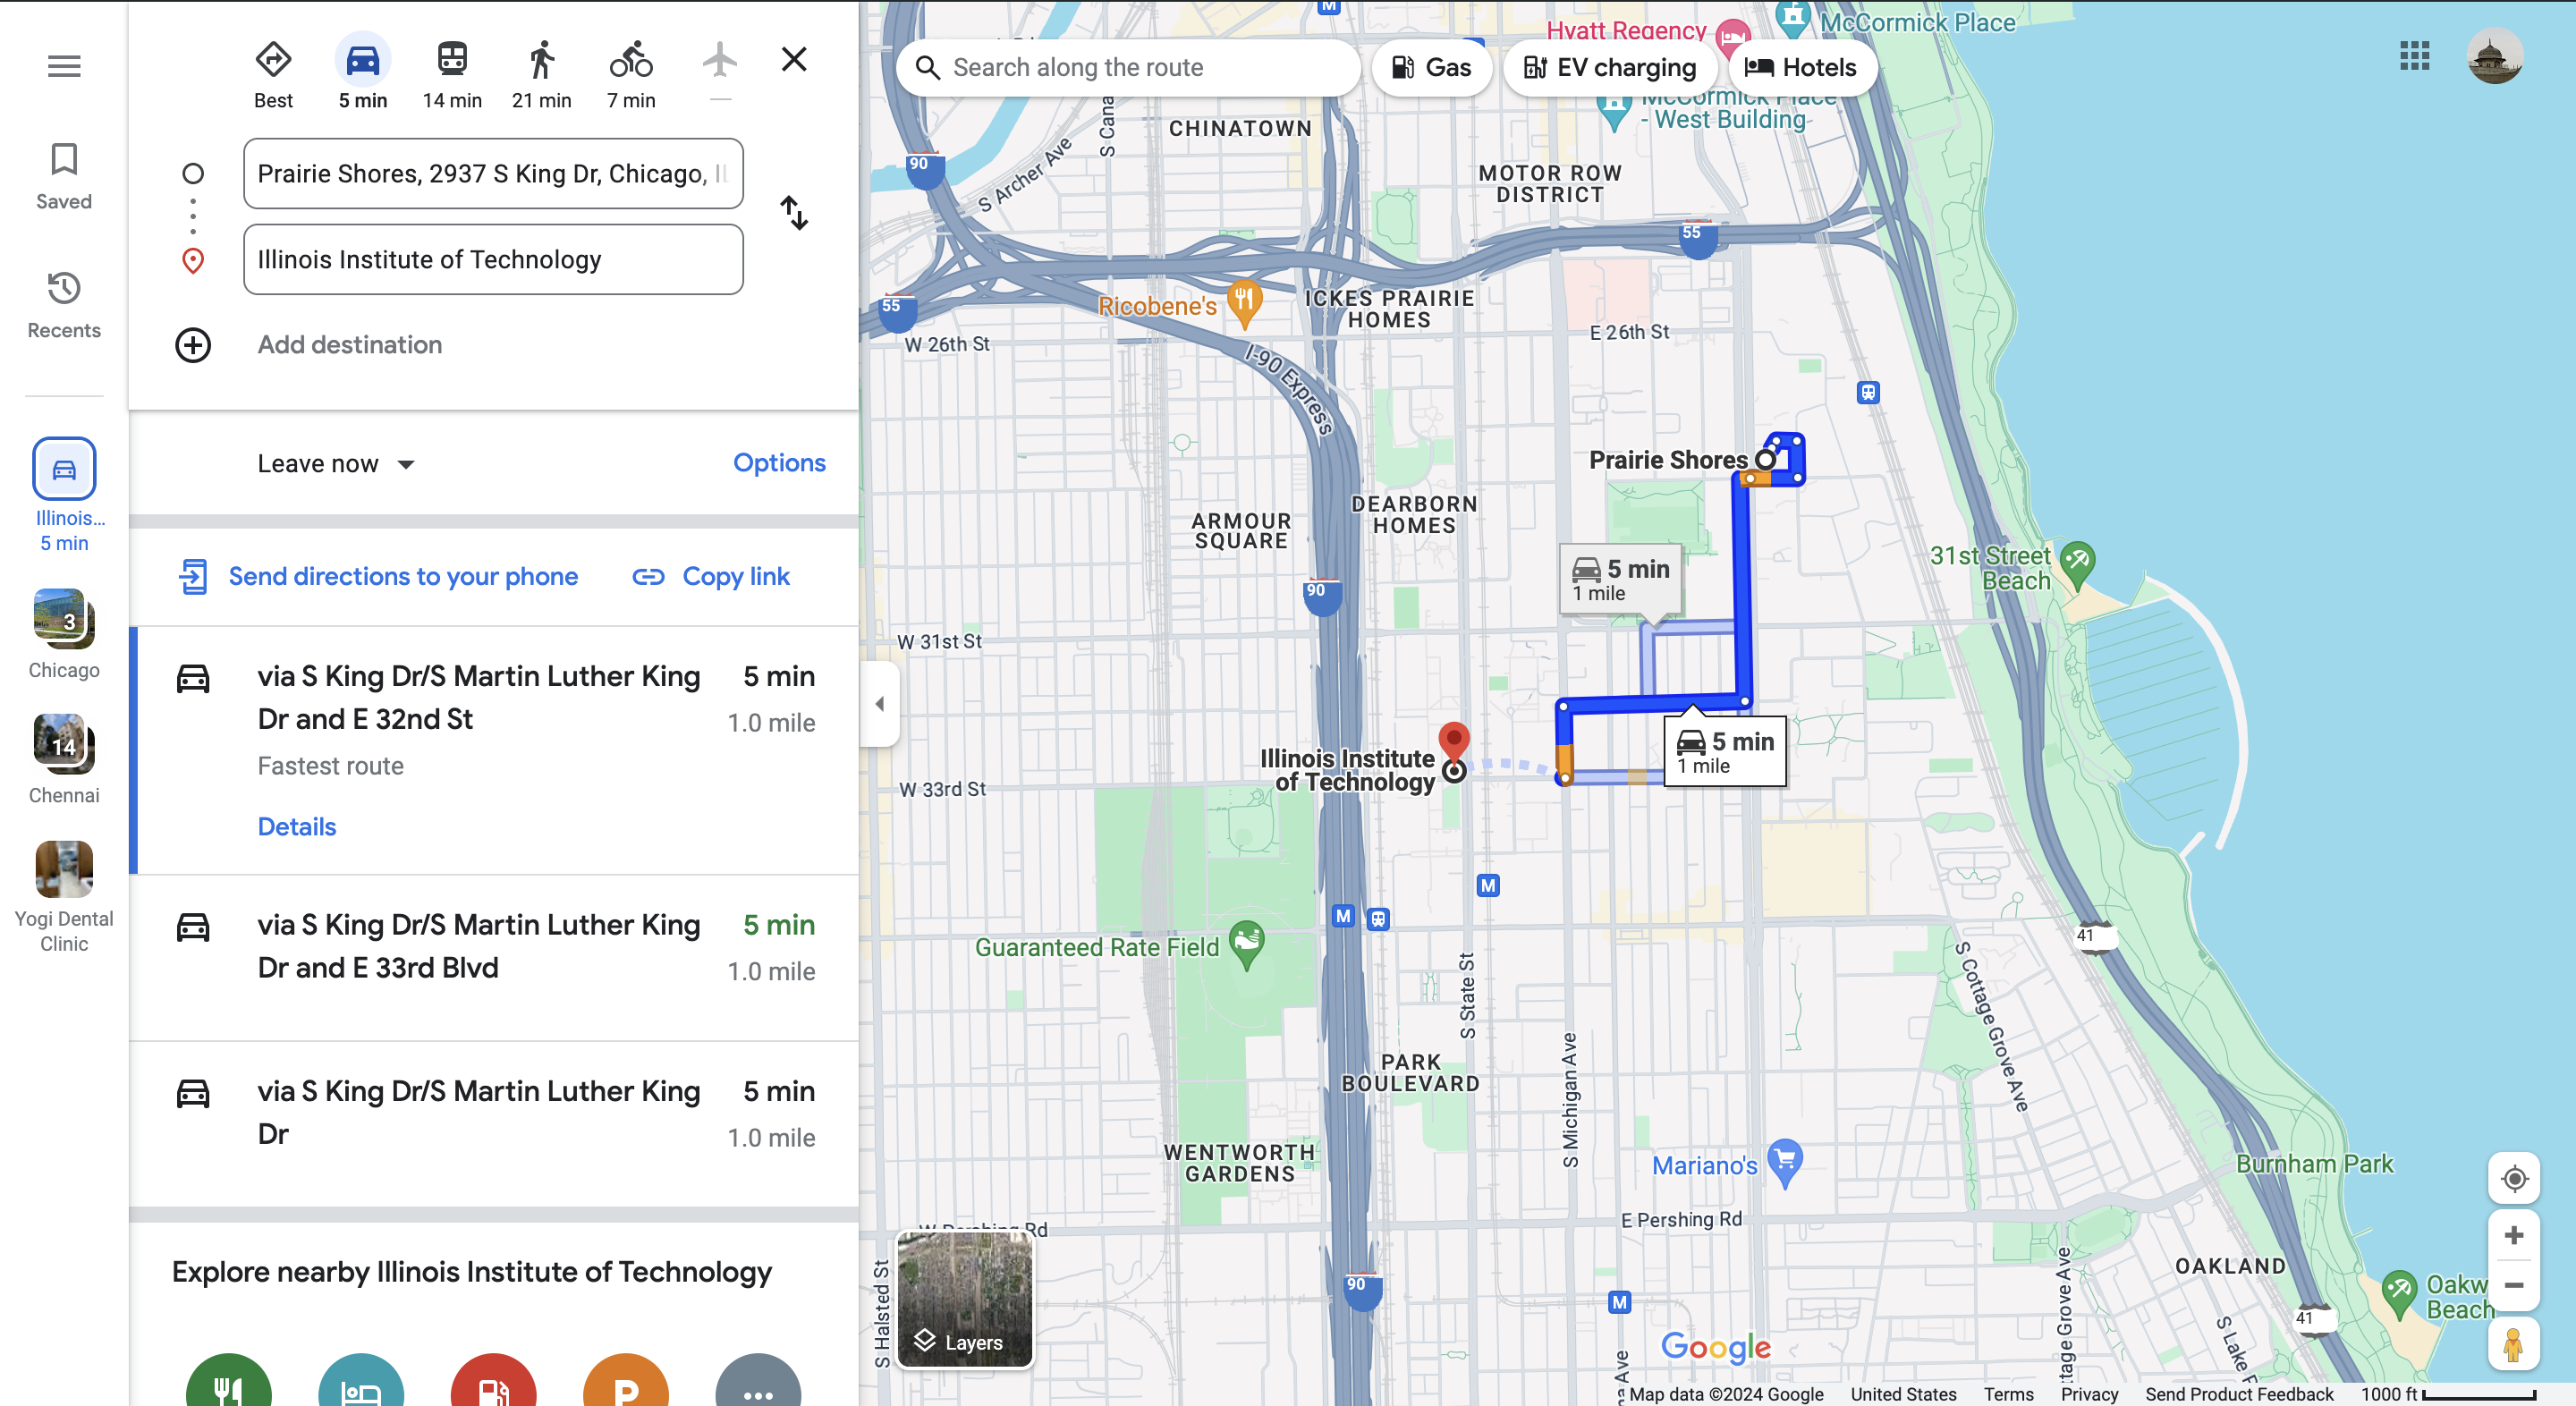 Best
5 min
14 min
21 min
7 min
Saved
Recents
Illinois...
5 min
3
Chicago
14
Chennai
Yogi Dental
Clinic
Prairie Shores, 2937 S King Dr, Chicago,
Illinois Institute of Technology
Add destination
Leave now
Options
Send directions to your phone
Copy link
via S King Dr/S Martin Luther King
Dr and E 32nd St
5 min
1.0 mile
Fastest route
Details
via S King Dr/S Martin Luther King
Dr and E 33rd Blvd
5 min
1.0 mile
via S King Dr/S Martin Luther King
Dr
5 min
1.0 mile
Explore nearby Illinois Institute of Technology
P
Search along the route
Gas
EV charging
Hotels
M
Hyatt Regency
McCormick Place
McCormick Place
- West Building
CHINATOWN
S Archer Ave
90
MOTOR ROW
DISTRICT
55
55
Ricobene's
ICKES PRAIRIE
HOMES
W 26th St
E 26th St
I-90 Express
Prairie Shores
DEARBORN
HOMES
ARMOUR
SQUARE
5 min
1 mile
31st Street
Beach
90
W 31st St
5 min
1 mile
Illinois Institute
of Technology
W 33rd St
M
M
Guaranteed Rate Field
41
S State St
S Cottage Grove Ave
PARK
BOULEVARD
S Michigan Ave
WENTWORTH
GARDENS
Mariano's
Burnham Park
W Pershing Rd
E Pershing Rd
OAKLAND
S Halsted St
90
M
41
Beach
Layers
Google
Map data ©2024 Google
United States
Terms
Privacy
Send Product Feedback
1000 ft